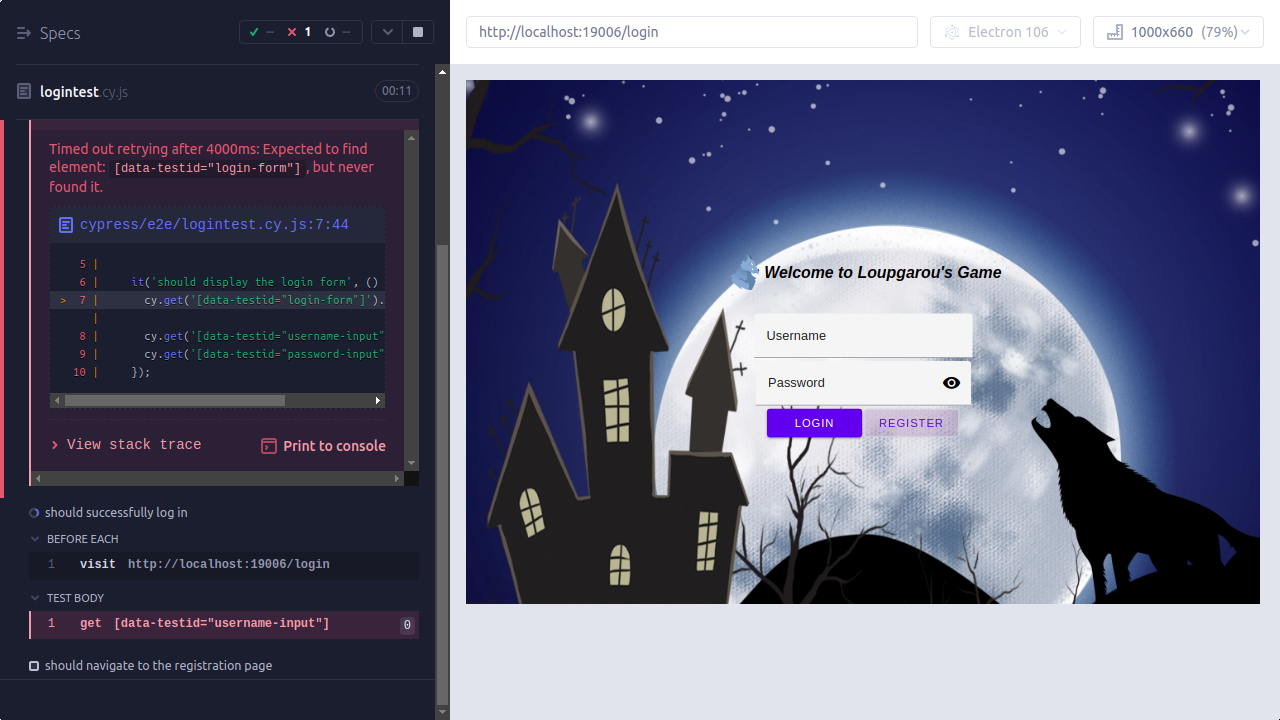 Specs
-- 1 --
logintest.cy.js 00:11
Timed out retrying after 4000ms: Expected to find
element: [data-testid="login-form"], but never
found it.
cypress/e2e/logintest.cy.js:7:44
5 |
6 | it('should display the login form', ()
> 7 | cy.get('[data-testid="login-form"]').
|
8 | cy.get('[data-testid="username-input"
9 | cy.get('[data-testid="password-input"
10 | });
View stack trace
Print to console
should successfully log in
BEFORE EACH
1 visit http://localhost:19006/login
TEST BODY
1 get [data-testid="username-input"] 0
should navigate to the registration page
http://localhost:19006/login
Electron 106
1000x660 (79%)
Welcome to Loupgarou's Game
Username
Password
LOGIN REGISTER